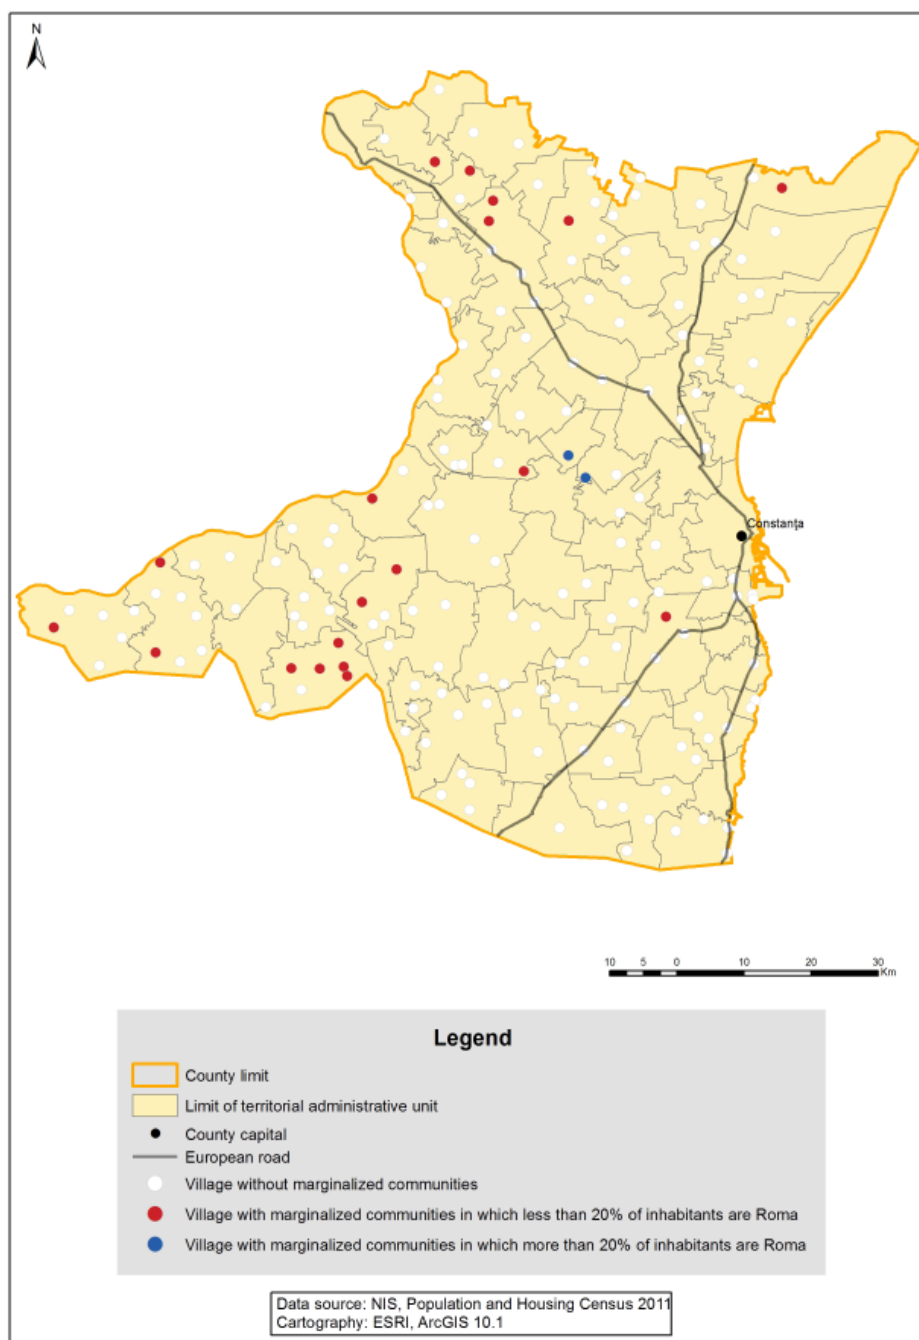 N
Constanţa
10 5 0 10 20 30
Km
Legend
County limit
Limit of territorial administrative unit
County capital
European road
Village without marginalized communities
Village with marginalized communities in which less than 20% of inhabitants are Roma
Village with marginalized communities in which more than 20% of inhabitants are Roma
Data source: NIS, Population and Housing Census 2011
Cartography: ESRI, ArcGIS 10.1